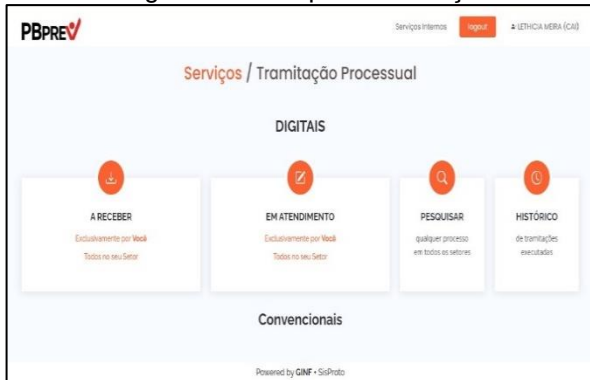 PBPREV
Serviços Internos
logout
LETHICIA MEIRA (CAI)
Serviços / Tramitação Processual
DIGITAIS
A RECEBER
Exclusivamente por Você
Todos no seu Setor
EM ATENDIMENTO
Exclusivamente por Você
Todos no seu Setor
PESQUISAR
qualquer processo
em todos os setores
HISTÓRICO
de tramitações
executadas
Convencionais
Powered by GINF • SisProto